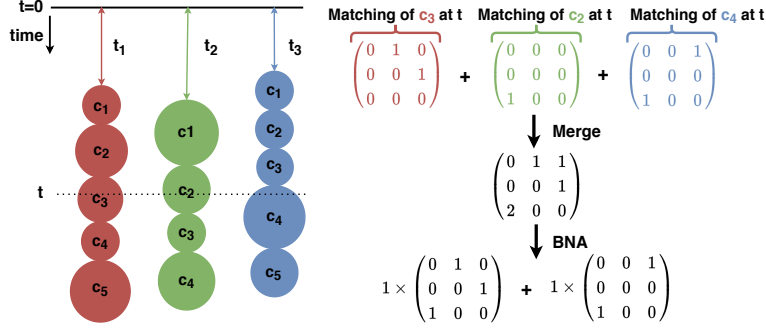 t=0
time
t₁
t₂
t₃
c₁
c₂
c₃
c₄
c₅
c1
c₂
c₃
c₄
c₁
c₂
c₃
c₄
c₅
t
Matching of c₃ at t Matching of c₂ at t Matching of c₄ at t
0 1 0 0 0 0 0 0 1
0 0 1 + 0 0 0 + 0 0 0
0 0 0 1 0 0 1 0 0
Merge
0 1 1
0 0 1
2 0 0
BNA
0 1 0 0 0 1
1 × 0 0 1 + 1 × 0 0 0
1 0 0 1 0 0